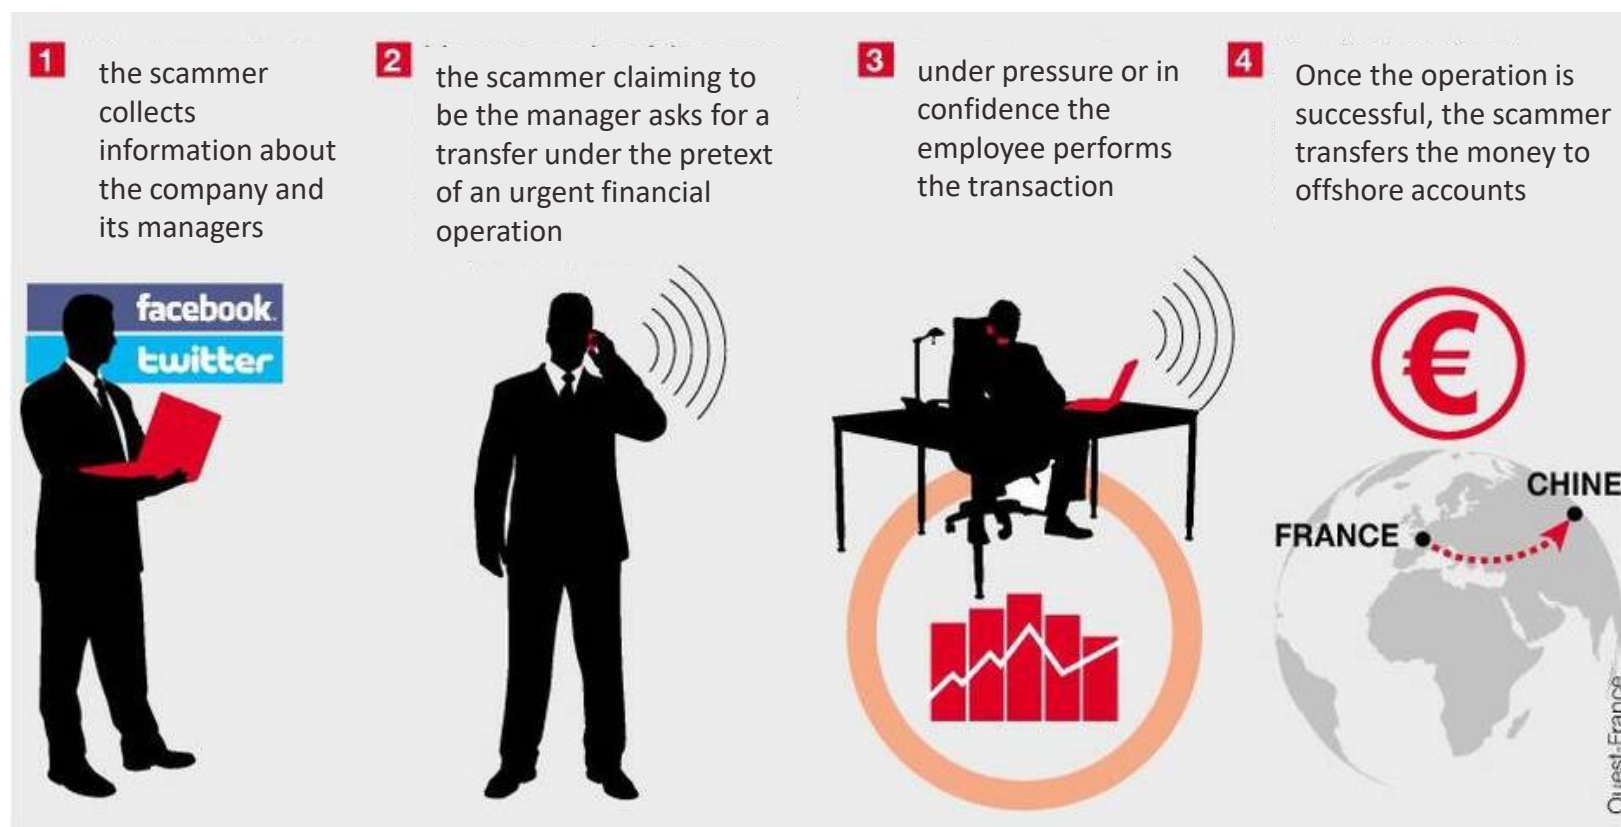 1
the scammer
collects
information about
the company and
its managers
2
the scammer claiming to
be the manager asks for a
transfer under the pretext
of an urgent financial
operation
3
under pressure or in
confidence the
employee performs
the transaction
4
Once the operation is
successful, the scammer
transfers the money to
offshore accounts
facebook
twitter
€
CHINE
FRANCE
Ouest-France